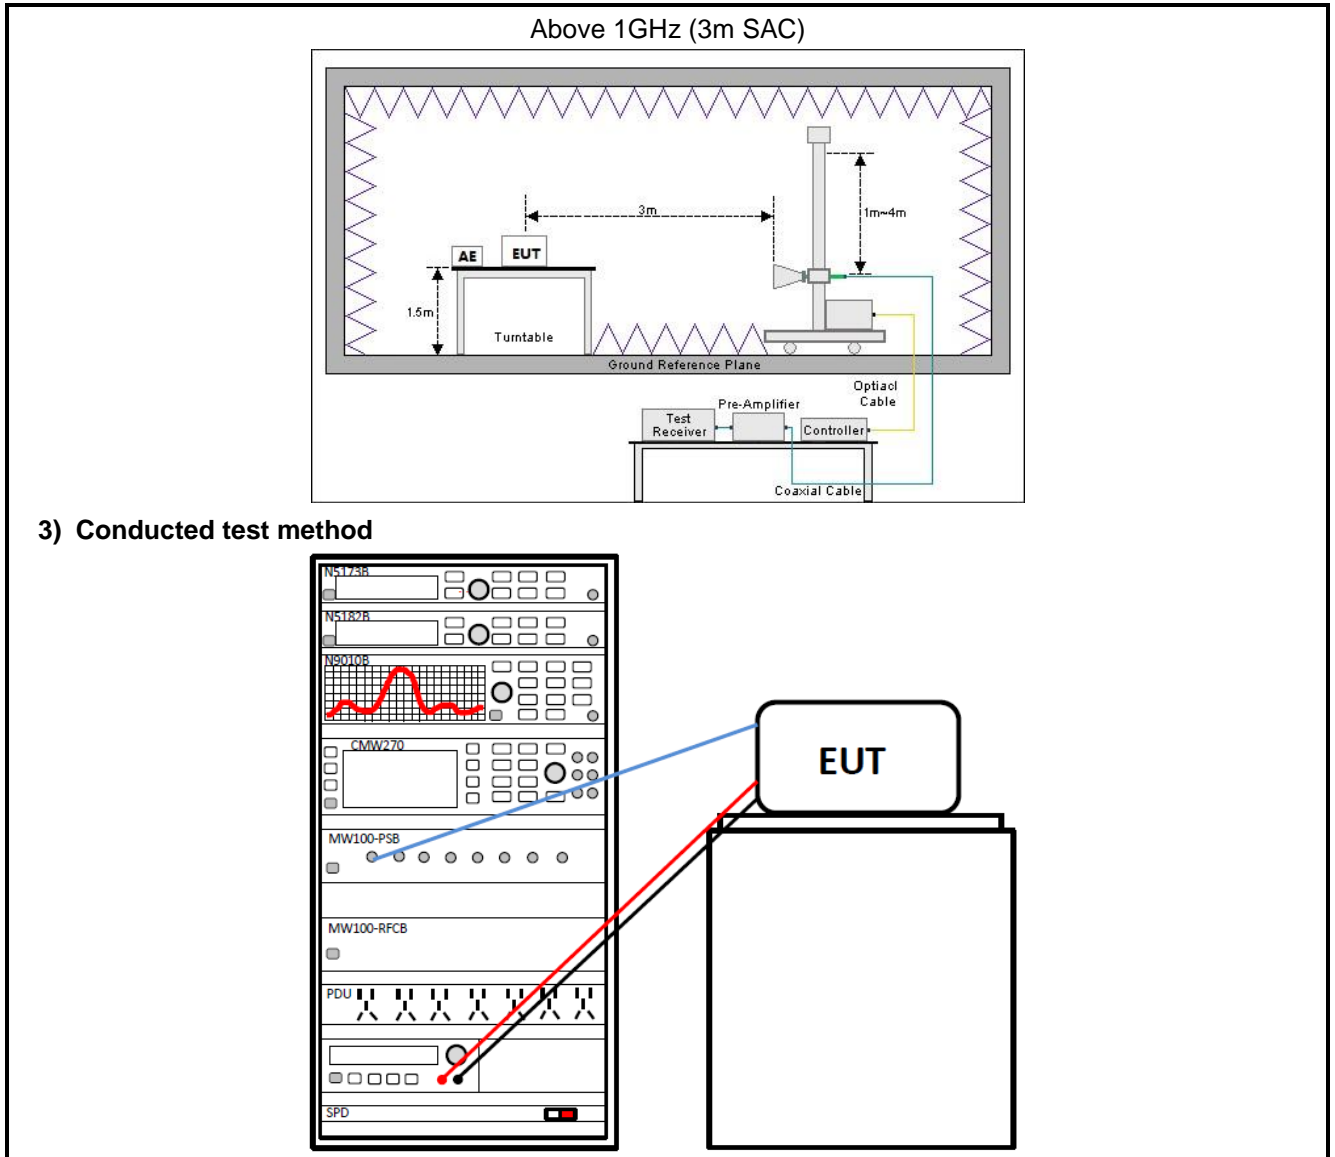 Above 1GHz (3m SAC)
3m
1m~4m
AE
EUT
1.5m
Turntable
Ground Reference Plane
Optiacl
Cable
Pre-Amplifier
Test
Receiver
Controller
Coaxial Cable
3) Conducted test method
N5173B
N5182B
N9010B
CMW270
EUT
MW100-PSB
MW100-RFCB
PDU
SPD